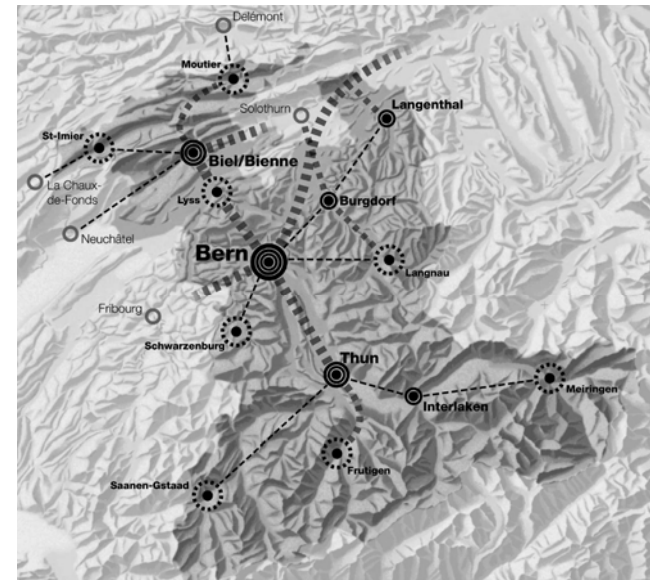 Délémont
Moutier
Langenthal
Solothurn
St-Imier
Biel/Bienne
La Chaux-
de-Fonds
Lyss
Burgdorf
Neuchâtel
Bern
Langnau
Fribourg
Schwarzenburg
Thun
Meiringen
Interlaken
Frutigen
Saanen-Gstaad